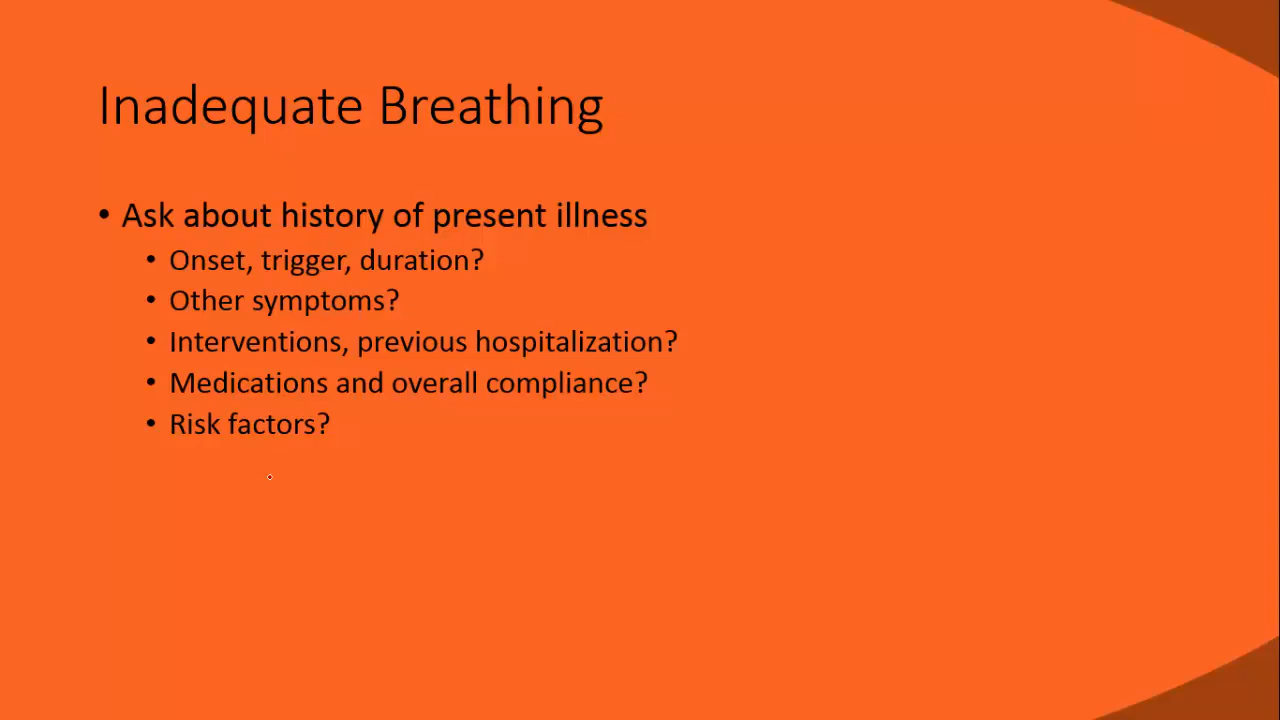 Inadequate Breathing
• Ask about history of present illness
• Onset, trigger, duration?
• Other symptoms?
• Interventions, previous hospitalization?
• Medications and overall compliance?
• Risk factors?